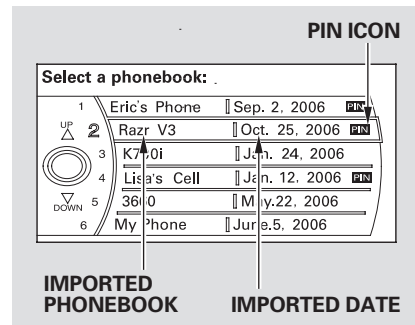 PIN ICON
Select a phonebook:
1 Eric's Phone Sep. 2, 2006 PIN
UP 2 Razr V3 Oct. 25, 2006 PIN
3 K790i Jan. 24, 2006
4 Lisa's Cell Jan. 12, 2006 PIN
DOWN 5 3660 May.22, 2006
6 My Phone June.5, 2006
IMPORTED PHONEBOOK
IMPORTED DATE